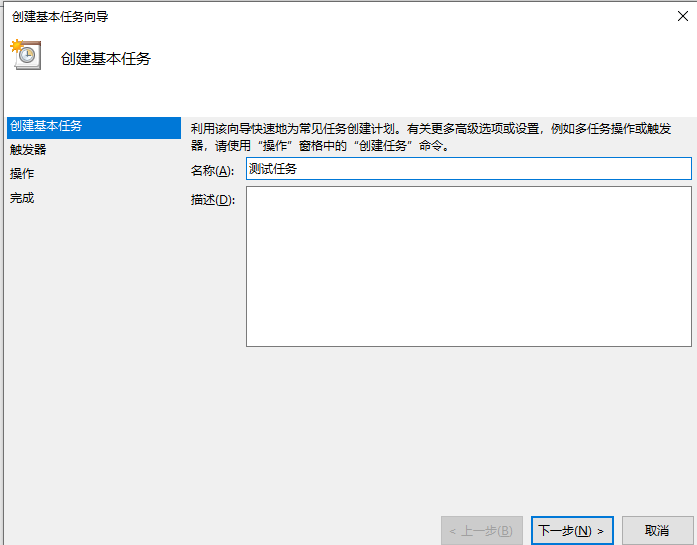 创建基本任务向导
创建基本任务
创建基本任务
触发器
操作
完成
利用该向导快速地为常见任务创建计划。有关更多高级选项或设置，例如多任务操作或触发
器，请使用“操作”窗格中的“创建任务”命令。
名称(A): 测试任务
描述(D):
< 上一步(B) 下一步(N) > 取消